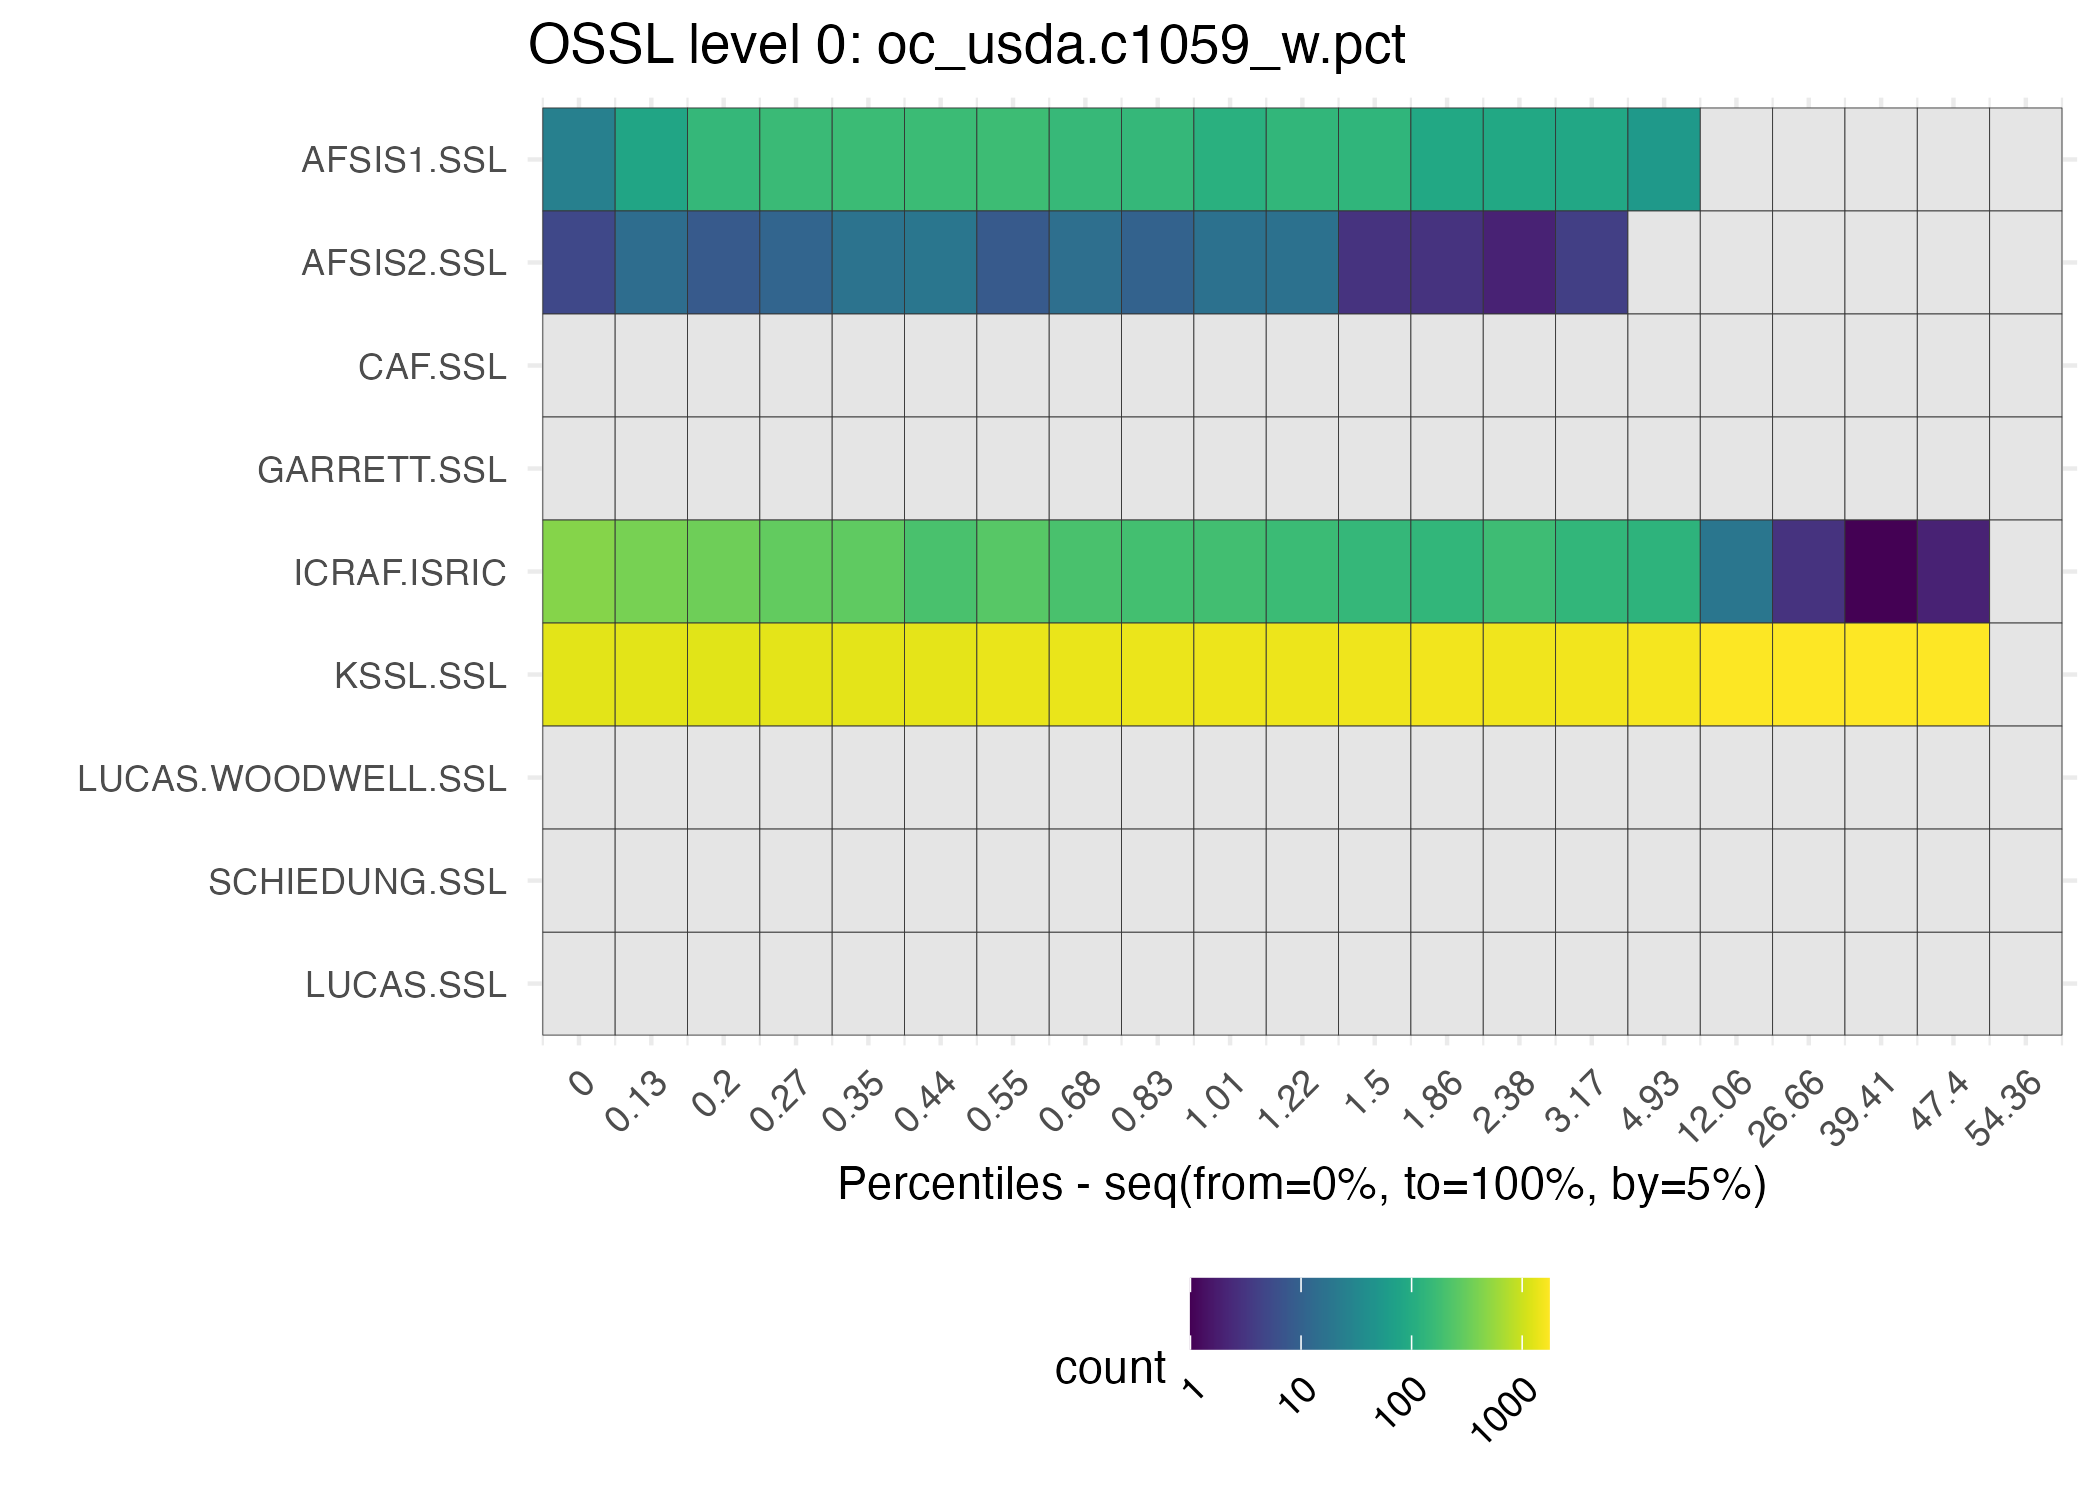 OSSL level 0: oc_usda.c1059_w.pct
AFSIS1.SSL
AFSIS2.SSL
CAF.SSL
GARRETT.SSL
ICRAF.ISRIC
KSSL.SSL
LUCAS.WOODWELL.SSL
SCHIEDUNG.SSL
LUCAS.SSL
0 0.13 0.2 0.27 0.35 0.44 0.55 0.68 0.83 1.01 1.22 1.5 1.86 2.38 3.17 4.93 12.06 26.66 39.41 47.4 54.36
Percentiles - seq(from=0%, to=100%, by=5%)
count
1 10 100 1000